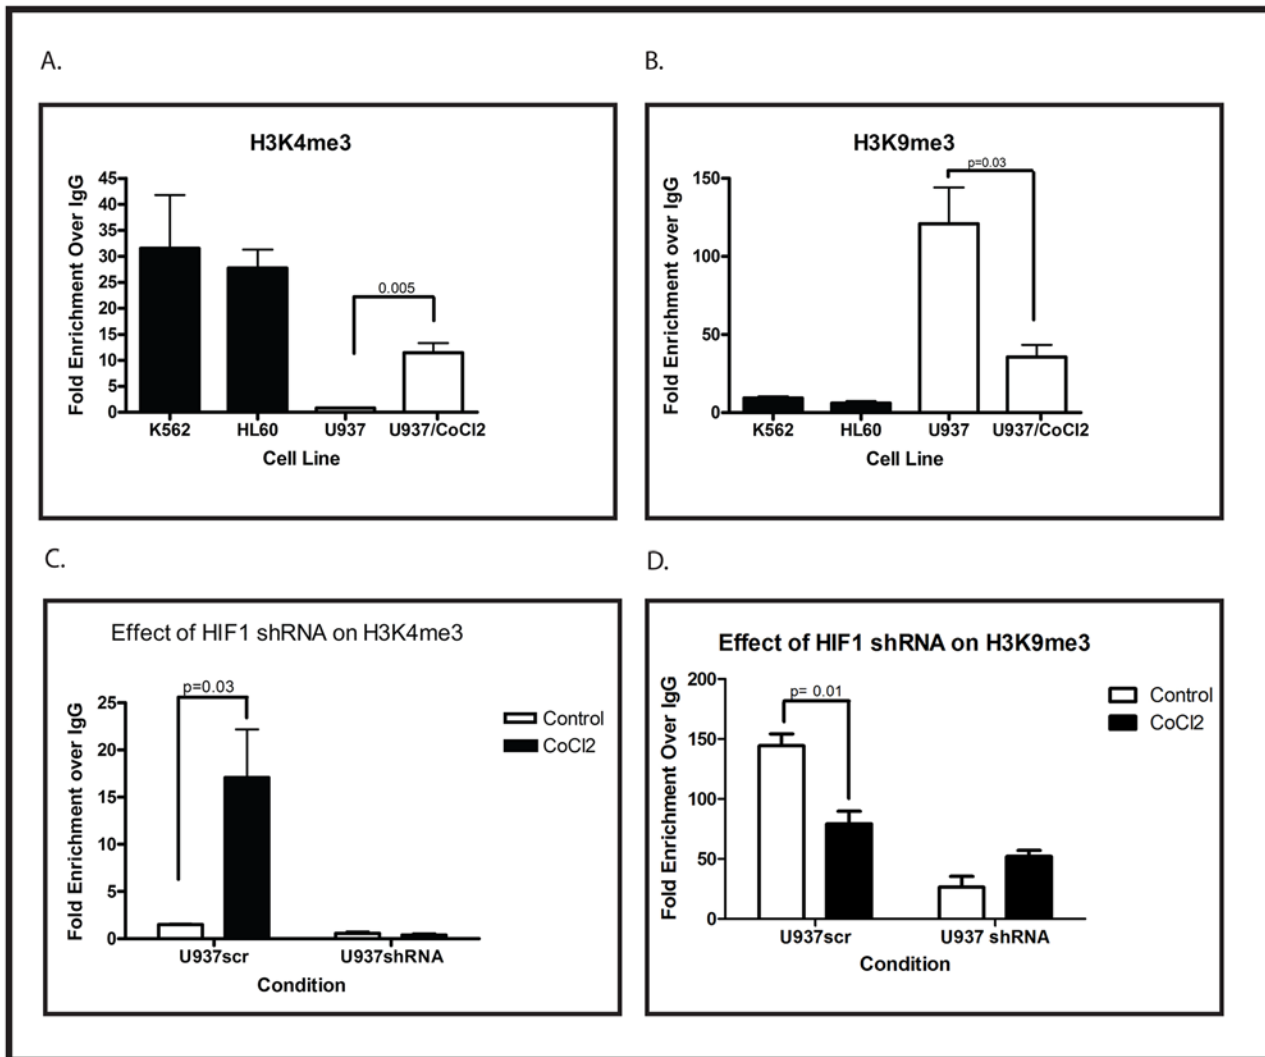 A.
H3K4me3
Fold Enrichment Over IgG
45
40
35
30
25
20
15
10
5
0
0.005
K562 HL60 U937 U937/CoCl2
Cell Line
B.
H3K9me3
p=0.03
Fold Enrichment over IgG
150
100
50
0
K562 HL60 U937 U937/CoCl2
Cell Line
C.
Effect of HIF1 shRNA on H3K4me3
p=0.03
Fold Enrichment over IgG
25
20
15
10
5
0
Control
CoCl2
U937scr U937shRNA
Condition
D.
Effect of HIF1 shRNA on H3K9me3
p= 0.01
Fold Enrichment Over IgG
200
150
100
50
0
Control
CoCl2
U937scr U937 shRNA
Condition